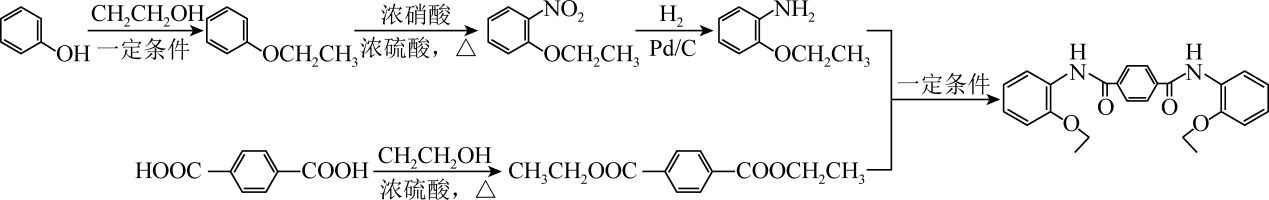 OH
CH₂CH₂OH
一定条件
OCH₂CH₃
浓硝酸
浓硫酸，△
NO₂
OCH₂CH₃
H₂
Pd/C
NH₂
OCH₂CH₃
HOOC
COOH
CH₂CH₂OH
浓硫酸，△
CH₃CH₂OOC
COOCH₂CH₃
一定条件
H
N
O
O
O
H
N
O